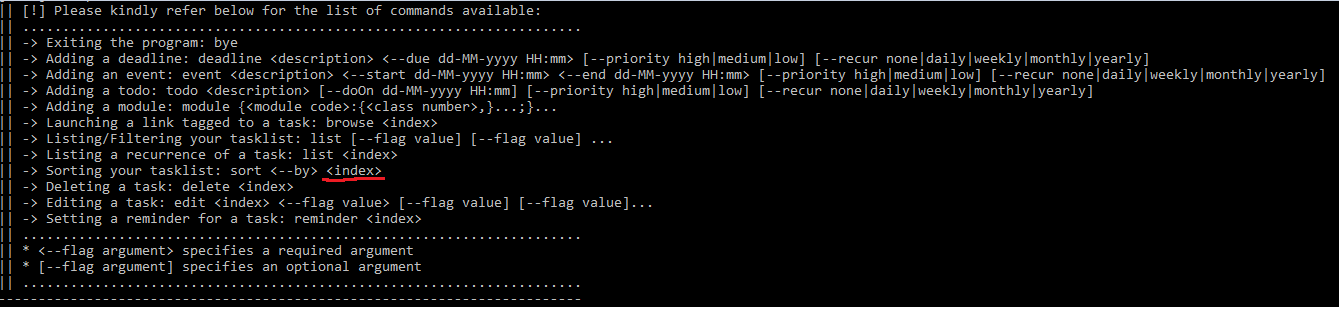 || [!] Please kindly refer below for the list of commands available:
|| ......................................................................
|| -> Exiting the program: bye
|| -> Adding a deadline: deadline <description> <--due dd-MM-yyyy HH:mm> [--priority high|medium|low] [--recur none|daily|weekly|monthly|yearly]
|| -> Adding an event: event <description> <--start dd-MM-yyyy HH:mm> <--end dd-MM-yyyy HH:mm> [--priority high|medium|low] [--recur none|daily|weekly|monthly|yearly]
|| -> Adding a todo: todo <description> [--doOn dd-MM-yyyy HH:mm] [--priority high|medium|low] [--recur none|daily|weekly|monthly|yearly]
|| -> Adding a module: module {<module code>:{<class number>,}...;}...
|| -> Launching a link tagged to a task: browse <index>
|| -> Listing/Filtering your tasklist: list [--flag value] [--flag value] ...
|| -> Listing a recurrence of a task: list <index>
|| -> Sorting your tasklist: sort <--by> <index>
|| -> Deleting a task: delete <index>
|| -> Editing a task: edit <index> <--flag value> [--flag value] [--flag value]...
|| -> Setting a reminder for a task: reminder <index>
|| ......................................................................
|| * <--flag argument> specifies a required argument
|| * [--flag argument] specifies an optional argument
|| ......................................................................
-------------------------------------------------------------------------